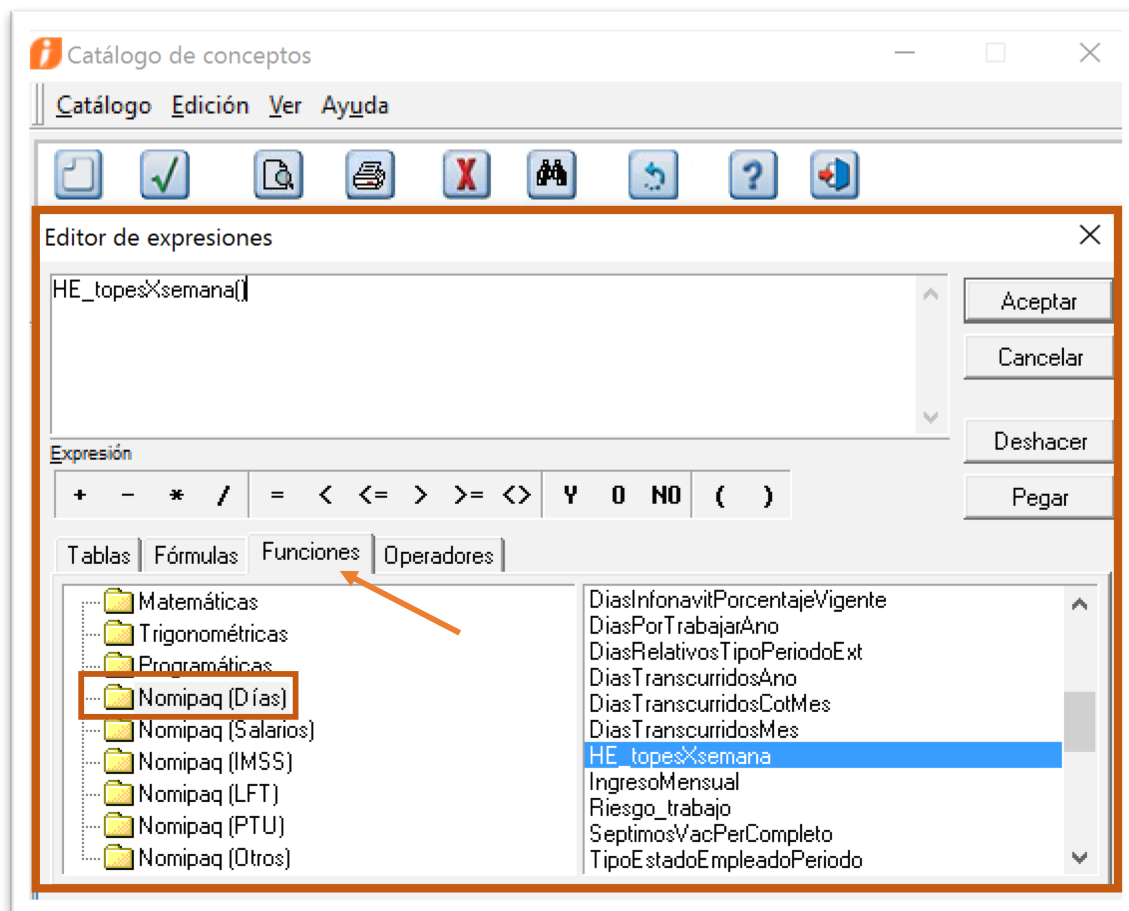 Catálogo de conceptos
Catálogo Edición Ver Ayuda
Editor de expresiones
HE_topesXsemana()
Aceptar
Cancelar
Deshacer
Pegar
Expresión
+ - * / = < <= > >= <> Y O NO ( )
Tablas Fórmulas Funciones Operadores
Matemáticas
Trigonométricas
Programáticas
Nomipaq (Días)
Nomipaq (Salarios)
Nomipaq (IMSS)
Nomipaq (LFT)
Nomipaq (PTU)
Nomipaq (Otros)
DiasInfonavitPorcentajeVigente
DiasPorTrabajarAno
DiasRelativosTipoPeriodoExt
DiasTranscurridosAno
DiasTranscurridosCotMes
DiasTranscurridosMes
HE_topesXsemana
IngresoMensual
Riesgo_trabajo
SeptimosVacPerCompleto
TipoEstadoEmpleadoPeriodo